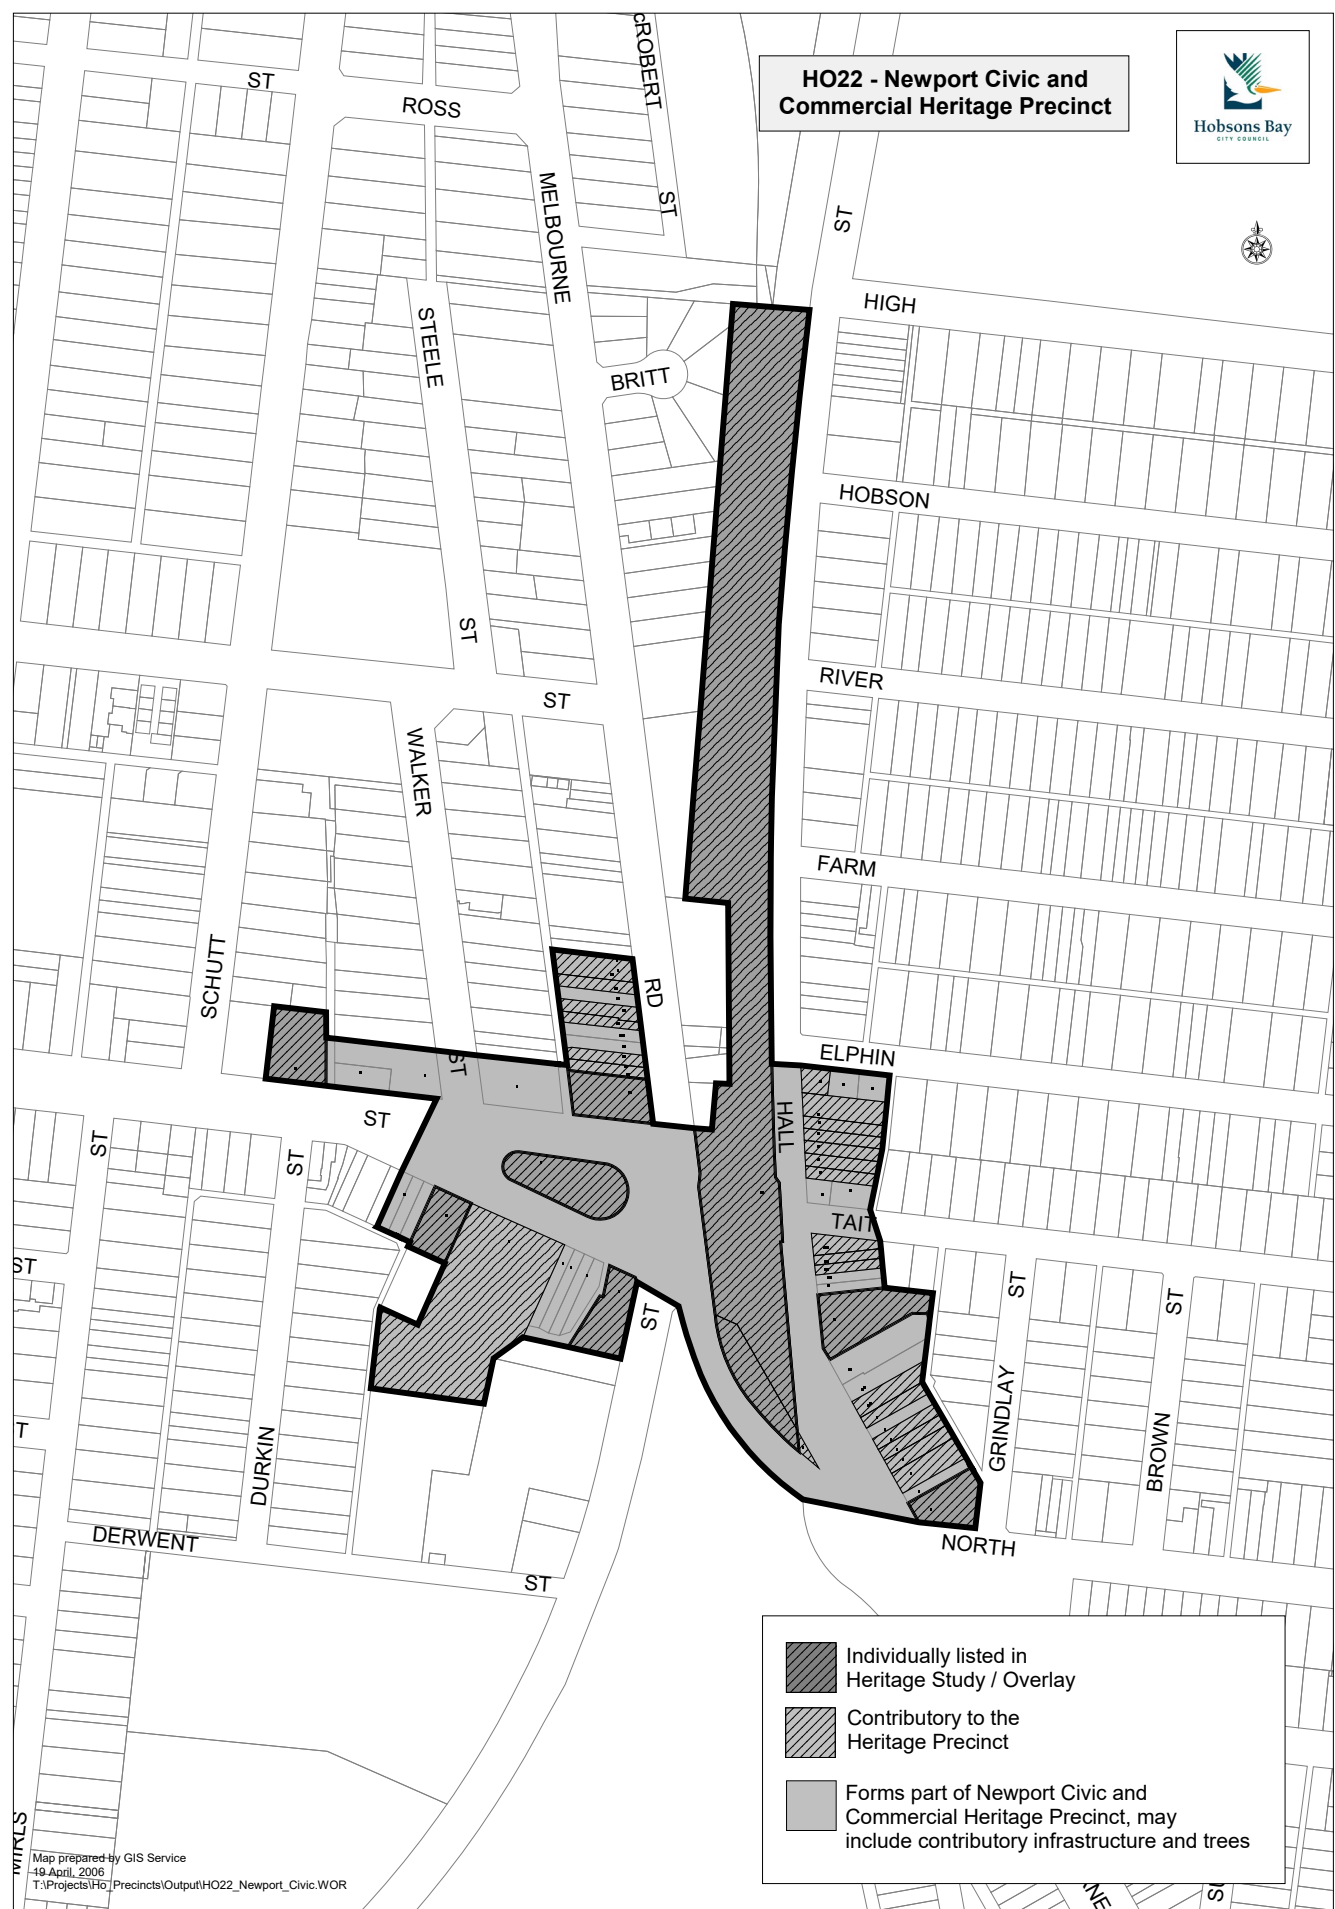 HO22 - Newport Civic and
Commercial Heritage Precinct
Hobsons Bay
CITY COUNCIL
CROBERT
ST
ROSS
MELBOURNE
ST
ST
HIGH
STEELE
BRITT
HOBSON
ST
RIVER
ST
WALKER
FARM
SCHUTT
RD
ELPHIN
ST
HALL
ST
ST
ST
TAIT
ST
ST
ST
ST
GRINDLAY
BROWN
T
DURKIN
DERWENT
NORTH
ST
Individually listed in
Heritage Study / Overlay
Contributory to the
Heritage Precinct
Forms part of Newport Civic and
Commercial Heritage Precinct, may
include contributory infrastructure and trees
Map prepared by GIS Service
19 April, 2006
T:\Projects\Ho_Precincts\Output\HO22_Newport_Civic.WOR